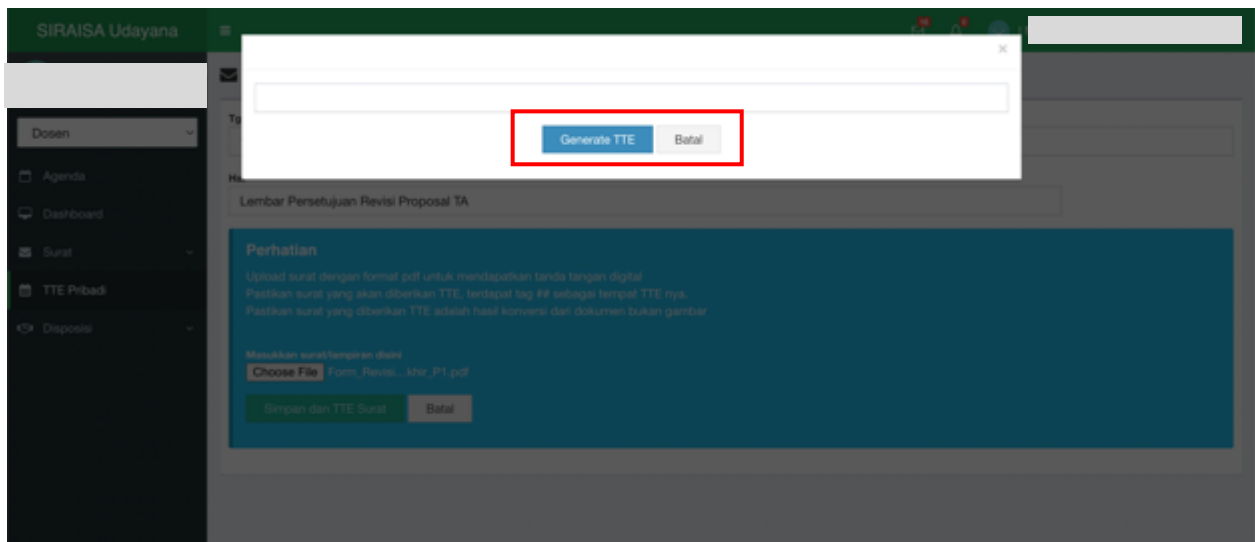 SIRAISA Udayana
×
Dosen
Generate TTE
Batal
Agenda
Lembar Persetujuan Revisi Proposal TA
Dashboard
Surat
TTE Pribadi
Disposisi
Perhatian
Upload surat dengan format pdf untuk mendapatkan tanda tangan digital
Pastikan surat yang akan diberikan TTE, terdapat tag ## sebagai tempat TTE nya.
Pastikan surat yang diberikan TTE adalah hasil konversi dari dokumen bukan gambar
Masukkan surat/lampiran disini
Choose File Form_Revisi...khir_P1.pdf
Simpan dan TTE Surat
Batal